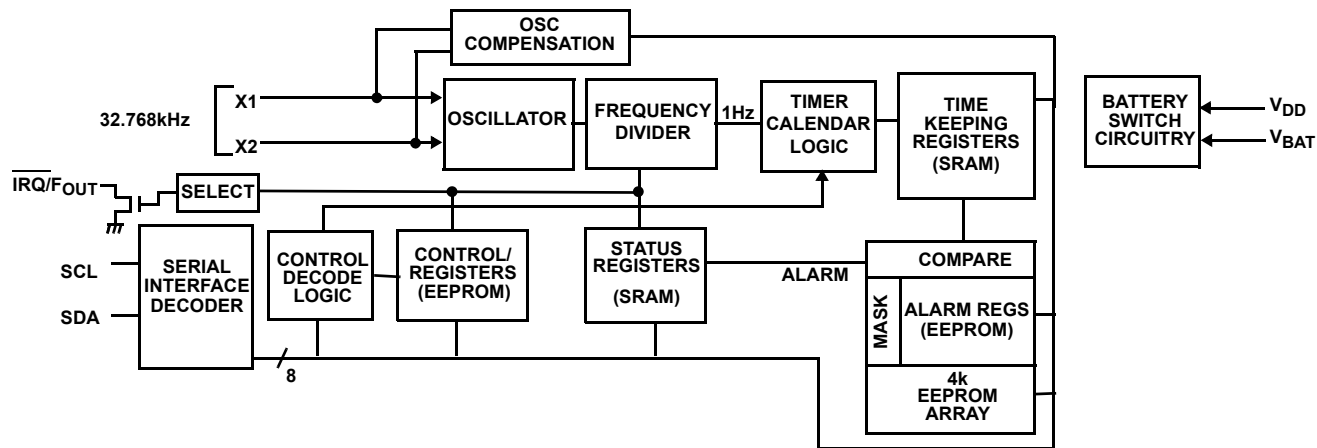 OSC
COMPENSATION
32.768kHz
X1
X2
OSCILLATOR
FREQUENCY
DIVIDER
1Hz
TIMER
CALENDAR
LOGIC
TIME
KEEPING
REGISTERS
(SRAM)
BATTERY
SWITCH
CIRCUITRY
VDD
VBAT
IRQ/FOUT
SELECT
SCL
SDA
SERIAL
INTERFACE
DECODER
8
CONTROL
DECODE
LOGIC
CONTROL/
REGISTERS
(EEPROM)
STATUS
REGISTERS
(SRAM)
ALARM
COMPARE
MASK
ALARM REGS
(EEPROM)
4k
EEPROM
ARRAY